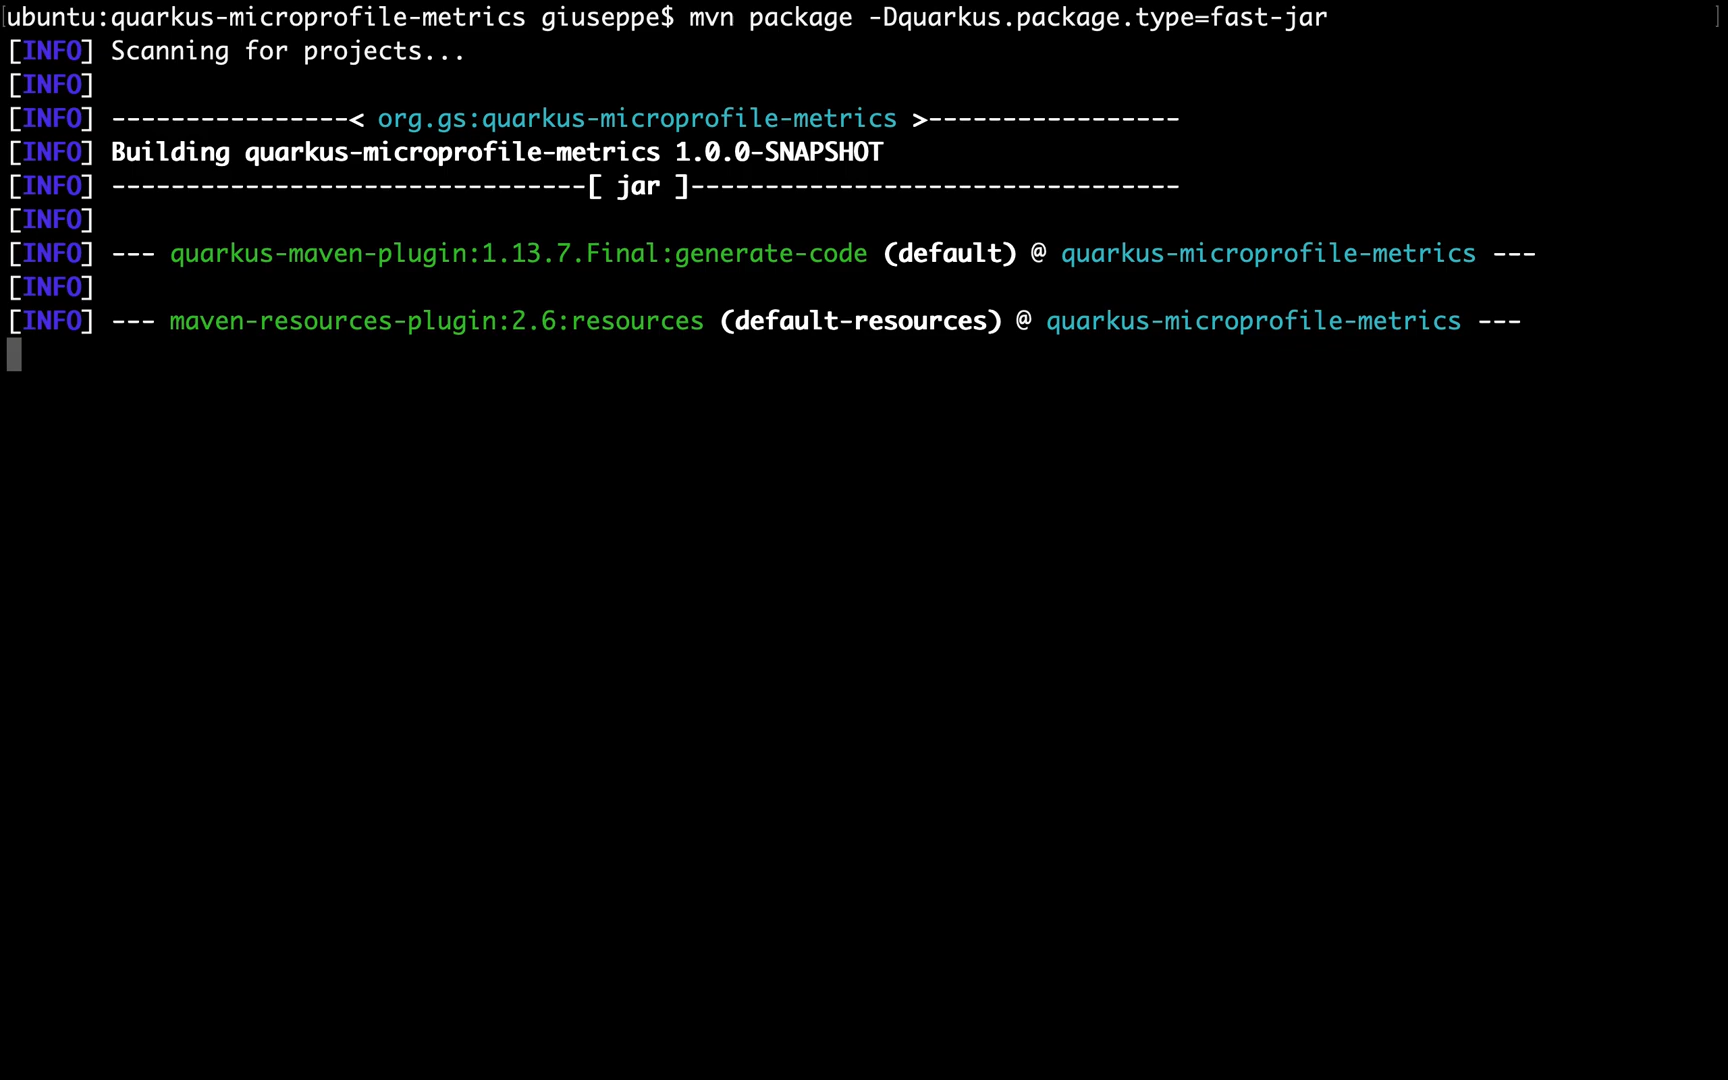 [ubuntu:quarkus-microprofile-metrics giuseppe$ mvn package -Dquarkus.package.type=fast-jar ]
[INFO] Scanning for projects...
[INFO]
[INFO] ----------------< org.gs:quarkus-microprofile-metrics >-----------------
[INFO] Building quarkus-microprofile-metrics 1.0.0-SNAPSHOT
[INFO] --------------------------------[ jar ]---------------------------------
[INFO]
[INFO] --- quarkus-maven-plugin:1.13.7.Final:generate-code (default) @ quarkus-microprofile-metrics ---
[INFO]
[INFO] --- maven-resources-plugin:2.6:resources (default-resources) @ quarkus-microprofile-metrics ---